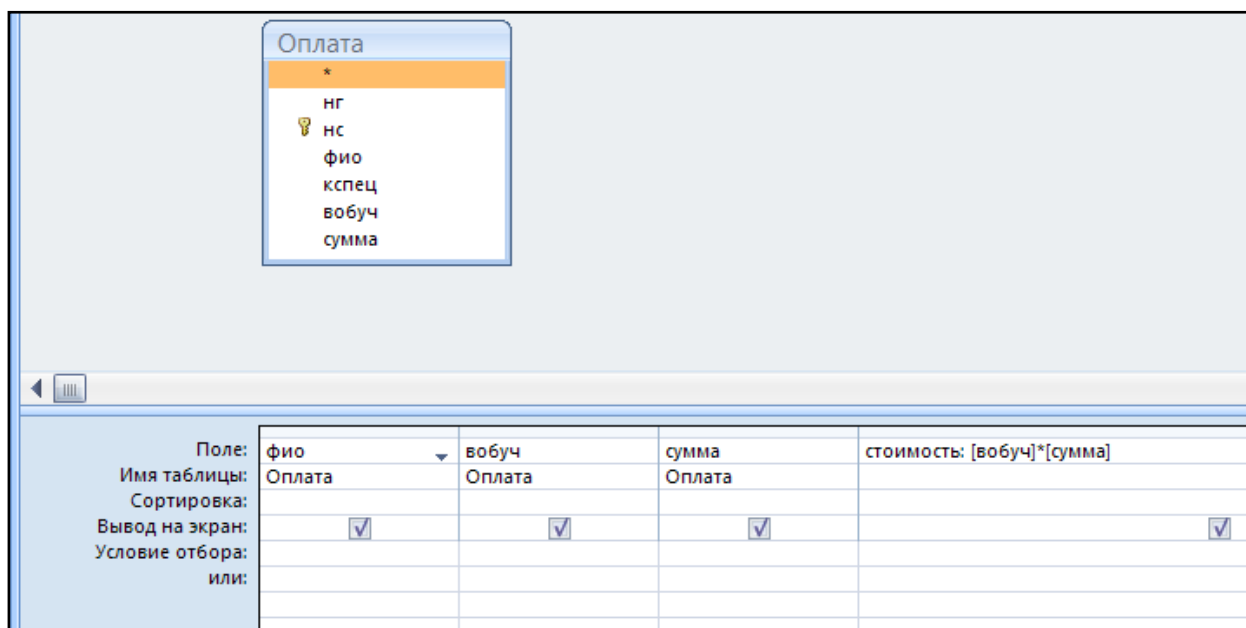 Оплата
*
нг
нс
фио
кспец
вобуч
сумма
Поле: фио вобуч сумма стоимость: [вобуч]*[сумма]
Имя таблицы: Оплата Оплата Оплата
Сортировка:
Вывод на экран:
Условие отбора:
или: